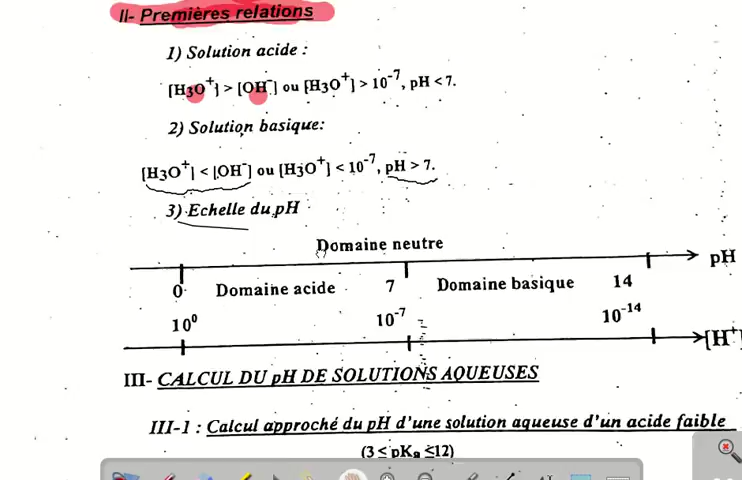 II- Premières relations
1) Solution acide :
[H3O⁺] > [OH⁻] ou [H3O⁺] > 10⁻⁷, pH < 7.
2) Solution basique:
[H3O⁺] < [OH⁻] ou [H3O⁺] < 10⁻⁷, pH > 7.
3) Echelle du pH
Domaine neutre
pH
0 Domaine acide 7 Domaine basique 14
10⁰ 10⁻⁷ 10⁻¹⁴
[H⁺]
III- CALCUL DU pH DE SOLUTIONS AQUEUSES
III-1 : Calcul approché du pH d'une solution aqueuse d'un acide faible
(3 ≤ pKa ≤12)